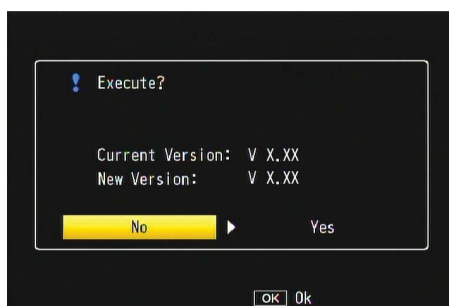 Execute?
Current Version: V X.XX
New Version: V X.XX
No Yes
OK Ok